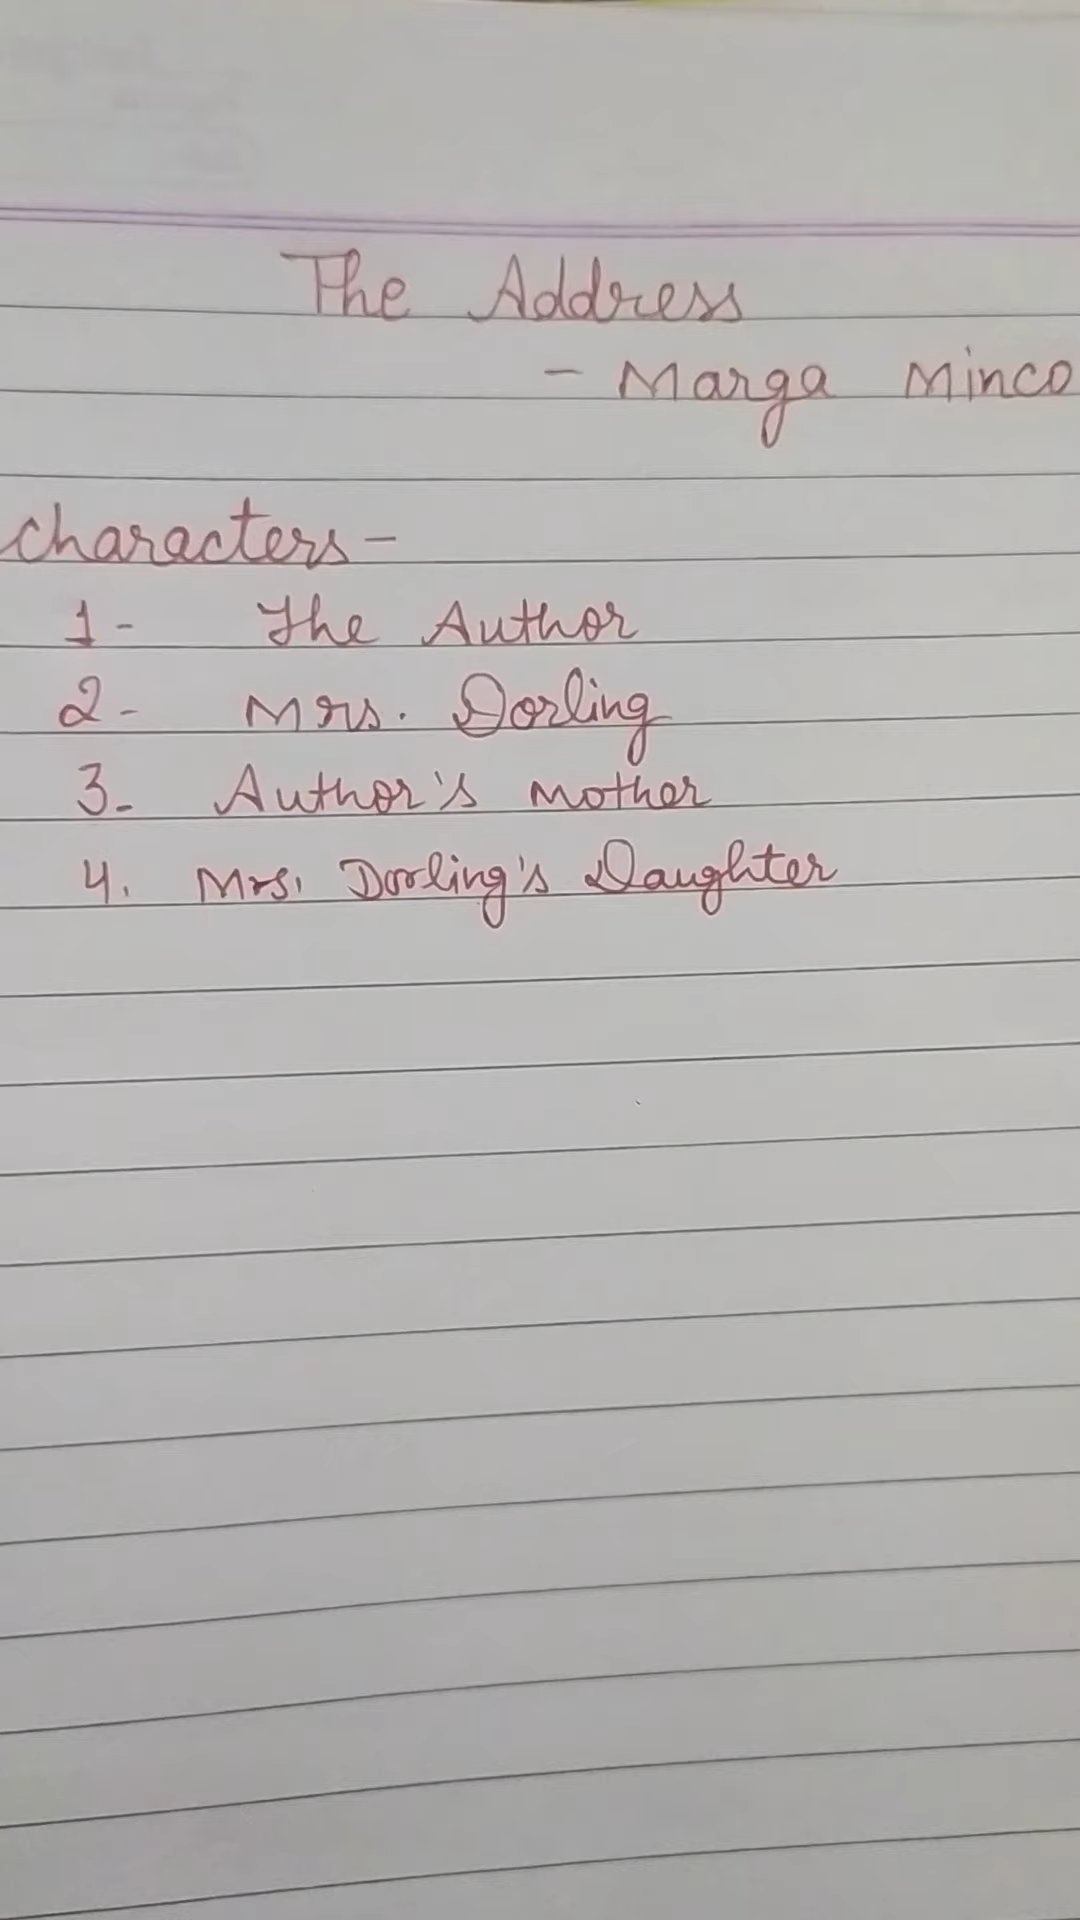 The Address
- Marga Minco
characters -
1- The Author
2- Mrs. Dorling
3- Author's mother
4. Mrs. Dorling's Daughter